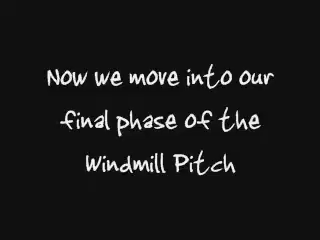 Now we move into our
final phase of the
Windmill Pitch